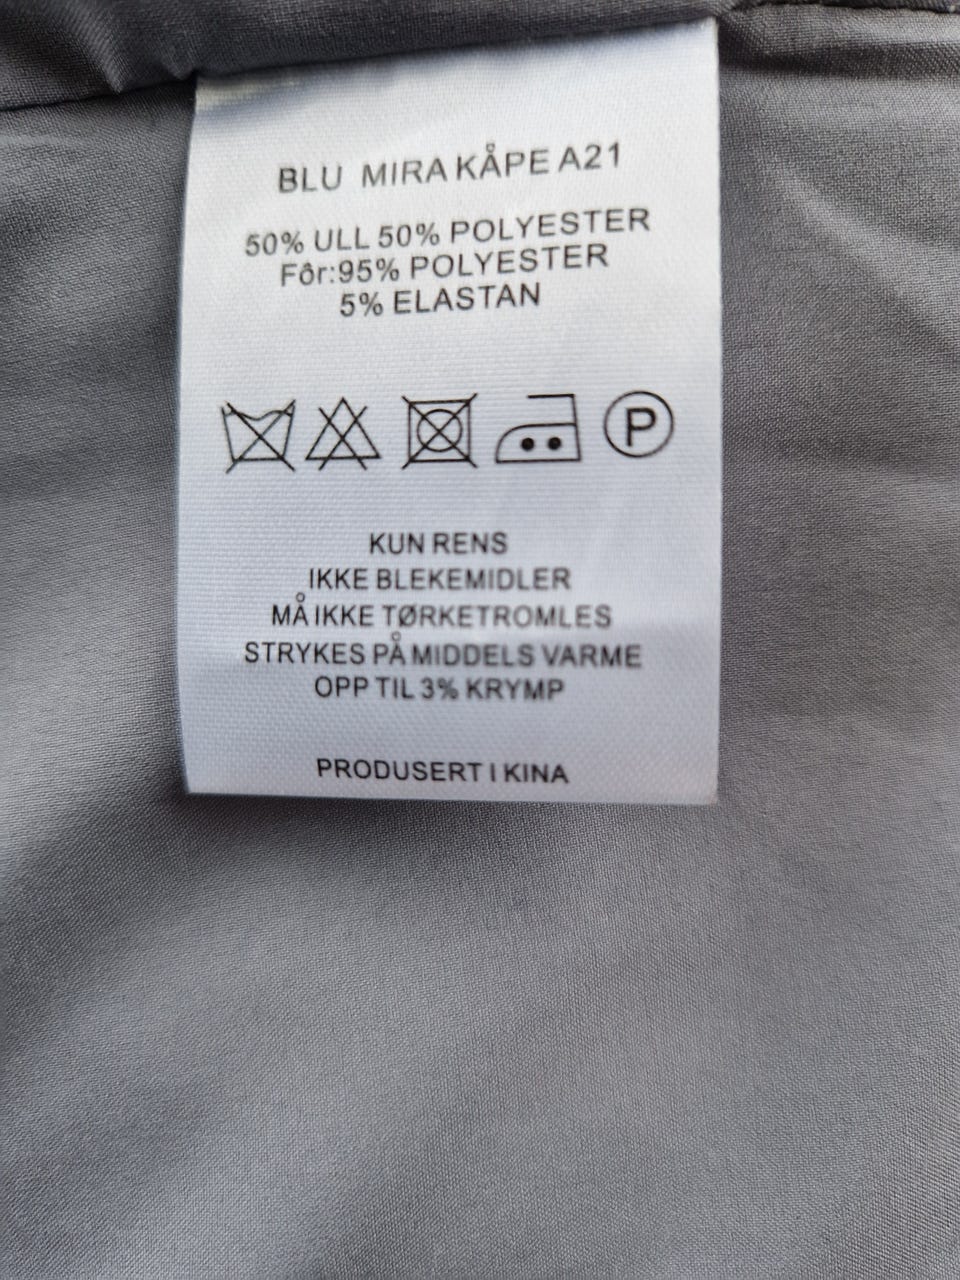 BLU MIRA KÅPE A21
50% ULL 50% POLYESTER
Fôr:95% POLYESTER
5% ELASTAN
P
KUN RENS
IKKE BLEKEMIDLER
MÅ IKKE TØRKETROMLES
STRYKES PÅ MIDDELS VARME
OPP TIL 3% KRYMP
PRODUSERT I KINA